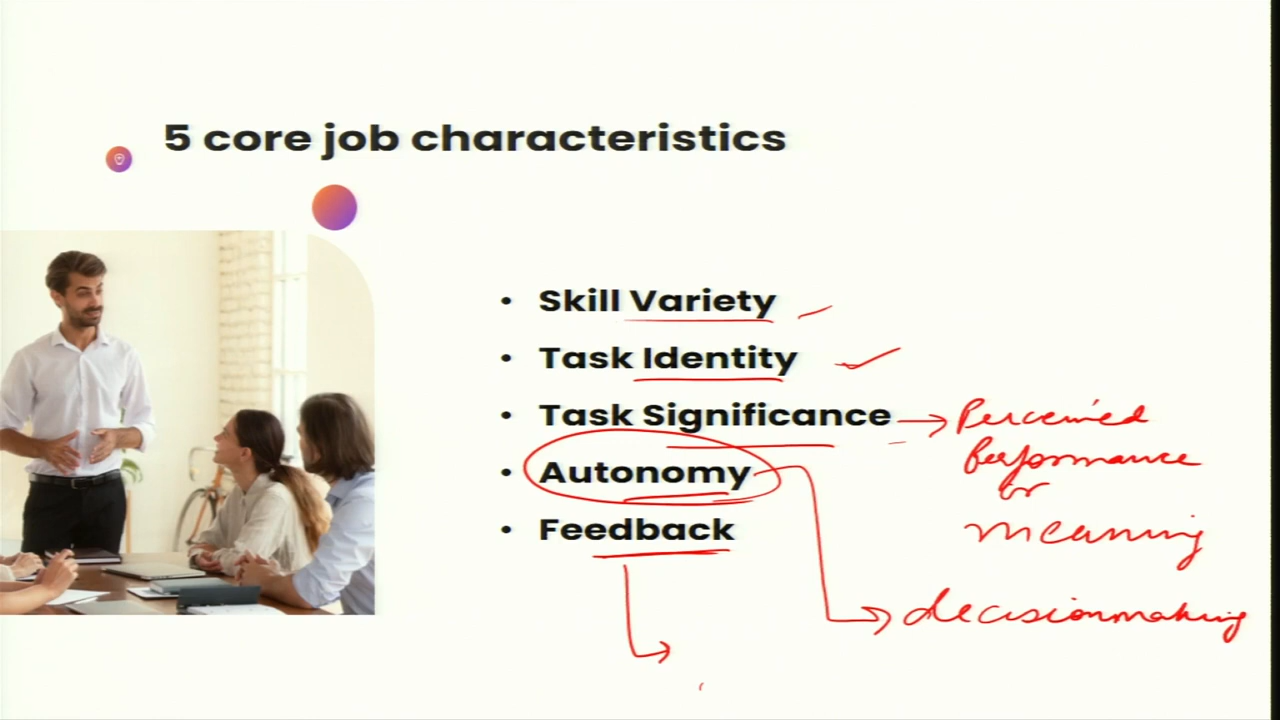 5 core job characteristics
• Skill Variety
• Task Identity
• Task Significance
Perceived
performance
or
meaning
• Autonomy
• Feedback
decisionmaking